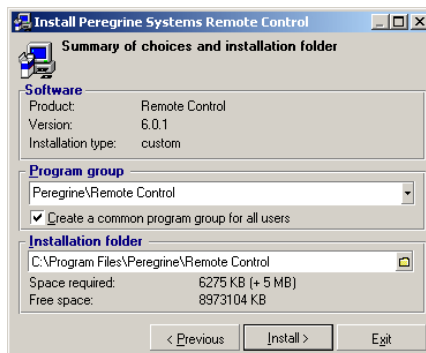 Install Peregrine Systems Remote Control
Summary of choices and installation folder
Software
Product: Remote Control
Version: 6.0.1
Installation type: custom
Program group
Peregrine\Remote Control
Create a common program group for all users
Installation folder
C:\Program Files\Peregrine\Remote Control
Space required: 6275 KB (+ 5 MB)
Free space: 8973104 KB
< Previous Install > Exit